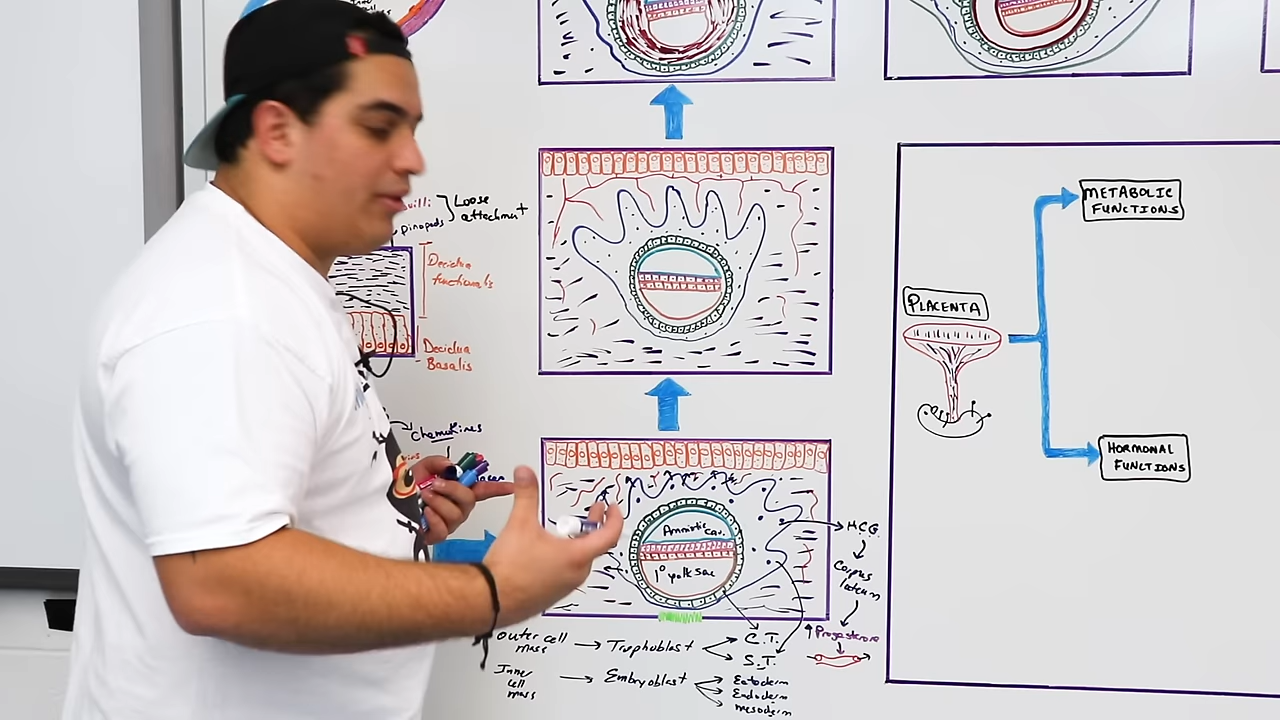 Loose
attachment
pinopods
Decidua
functionalis
Decidua
Basalis
Chemokines
Amniotic cav.
1° yolk sac
HCG
Corpus
luteum
↑ Progesterone
outer cell
mass
Trophoblast
C.T.
S.T.
Inner
cell
mass
Embryoblast
Ectoderm
Endoderm
mesoderm
PLACENTA
METABOLIC
FUNCTIONS
HORMONAL
FUNCTIONS